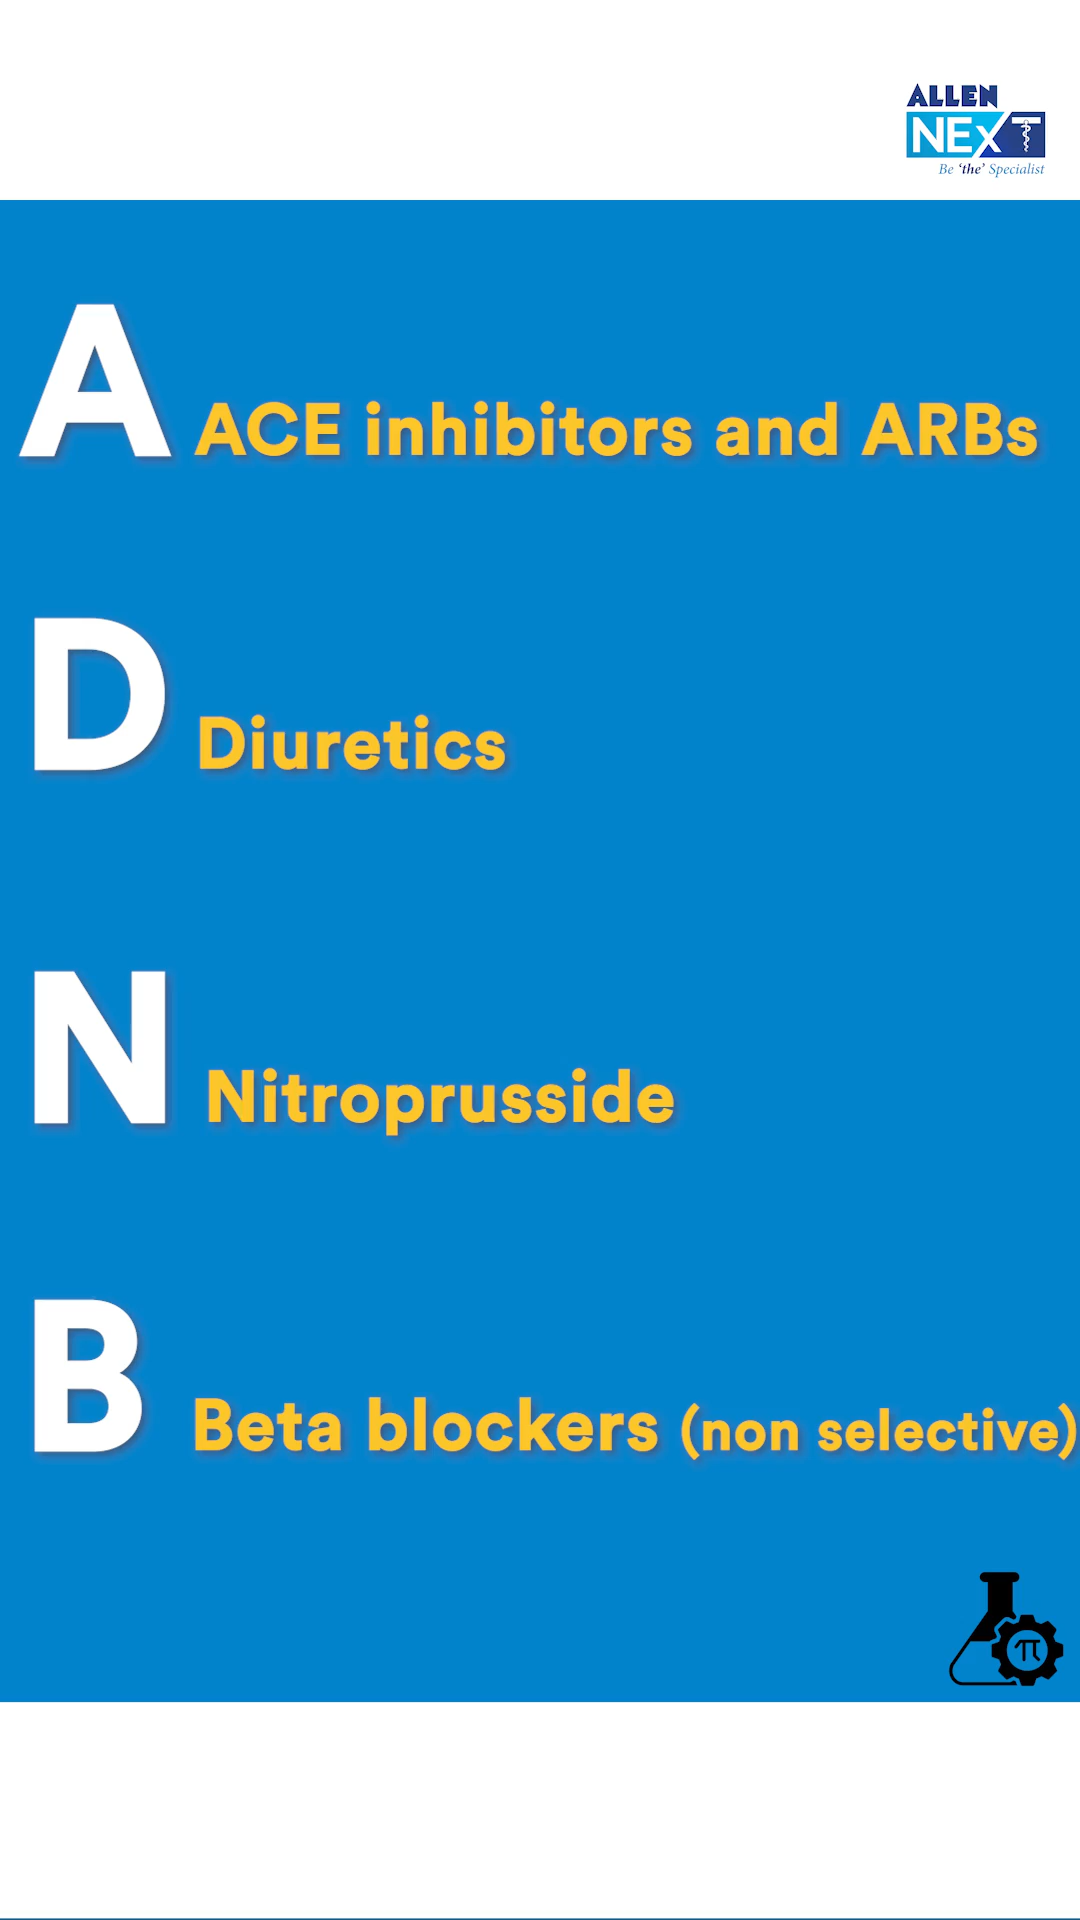 ALLEN
NEXT
Be 'the' Specialist
A ACE inhibitors and ARBs
D Diuretics
N Nitroprusside
B Beta blockers (non selective)
π